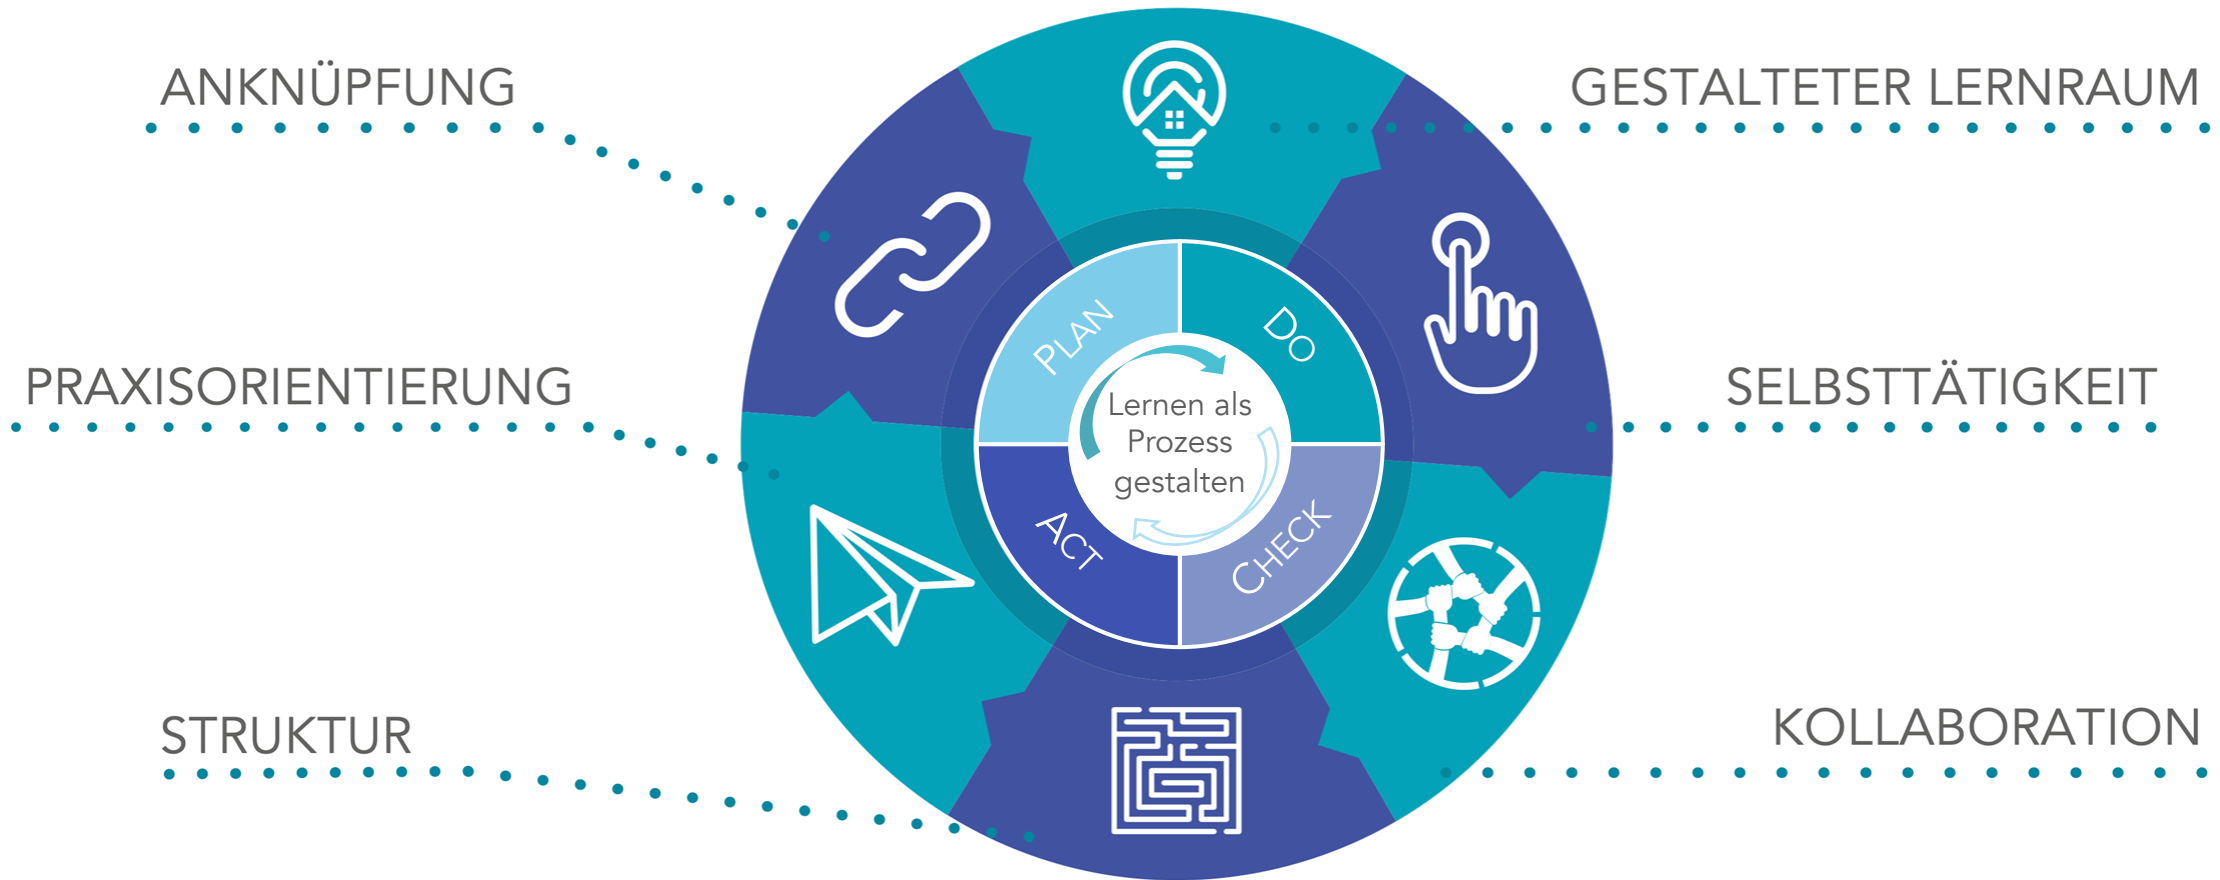 ANKNÜPFUNG
GESTALTETER LERNRAUM
PRAXISORIENTIERUNG
SELBSTTÄTIGKEIT
STRUKTUR
KOLLABORATION
PLAN
DO
CHECK
ACT
Lernen als
Prozess
gestalten